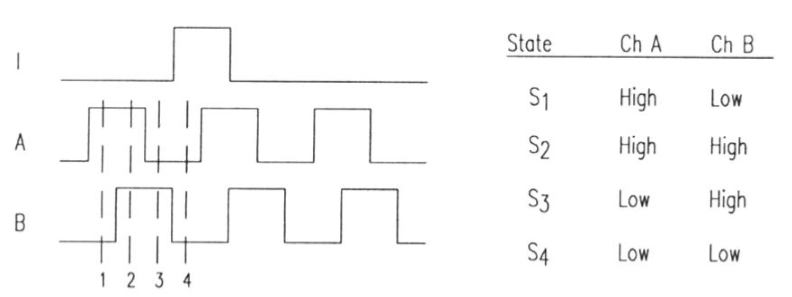 I
A
B
1 2 3 4
State Ch A Ch B
S1 High Low
S2 High High
S3 Low High
S4 Low Low